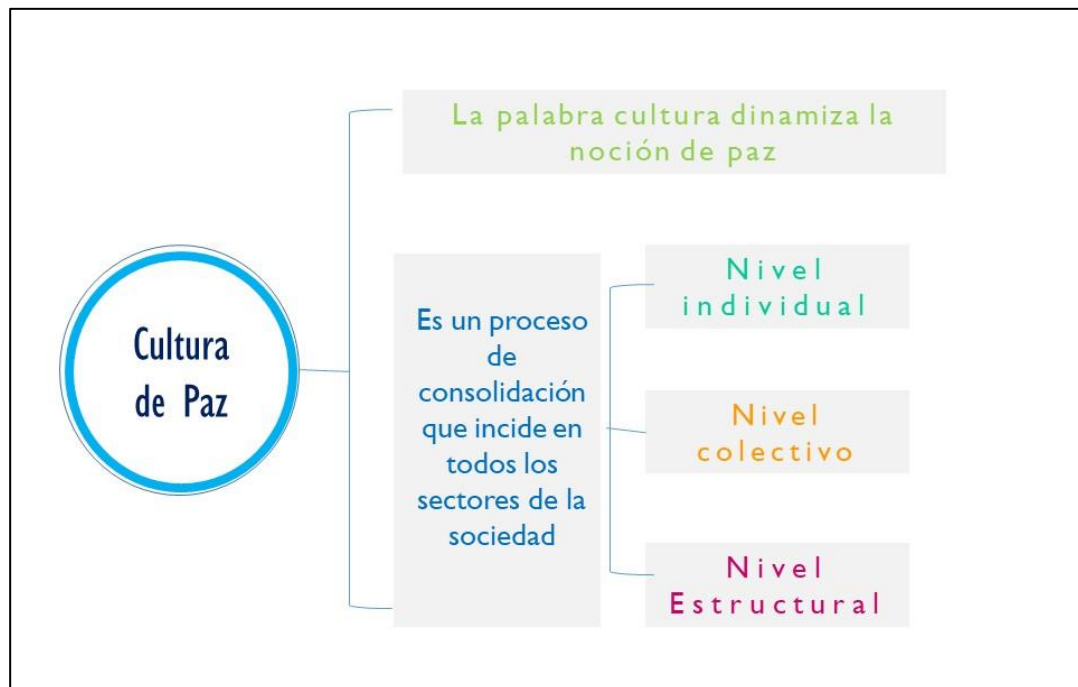 Cultura
de Paz
La palabra cultura dinamiza la
noción de paz
Es un proceso
de
consolidación
que incide en
todos los
sectores de la
sociedad
Nivel
individual
Nivel
colectivo
Nivel
Estructural